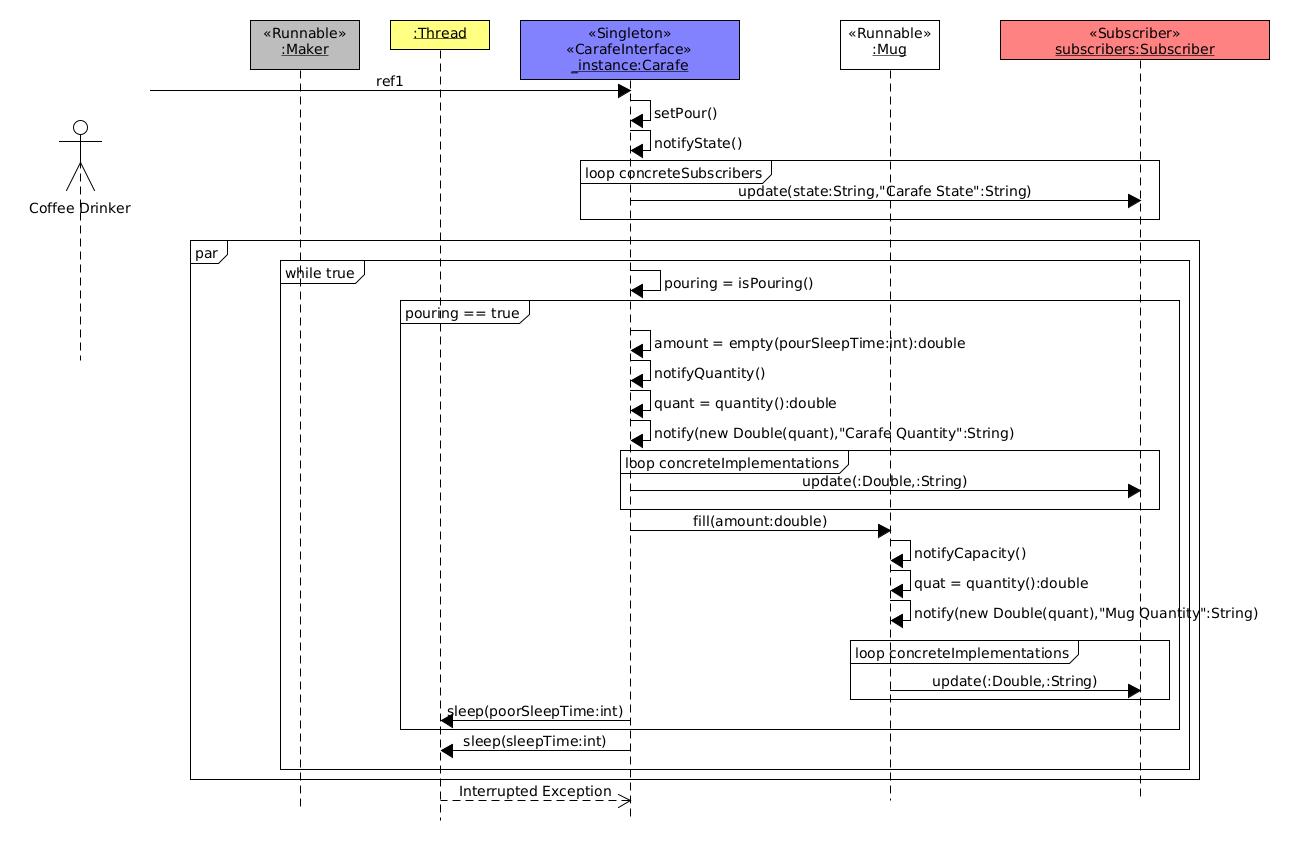 «Runnable»
:Maker
:Thread
«Singleton»
«CarafeInterface»
_instance:Carafe
«Runnable»
:Mug
«Subscriber»
subscribers:Subscriber
ref1
setPour()
notifyState()
Coffee Drinker
loop concreteSubscribers
update(state:String,"Carafe State":String)
par
while true
pouring = isPouring()
pouring == true
amount = empty(pourSleepTime:int):double
notifyQuantity()
quant = quantity():double
notify(new Double(quant),"Carafe Quantity":String)
loop concreteImplementations
update(:Double,:String)
fill(amount:double)
notifyCapacity()
quat = quantity():double
notify(new Double(quant),"Mug Quantity":String)
loop concreteImplementations
update(:Double,:String)
sleep(poorSleepTime:int)
sleep(sleepTime:int)
Interrupted Exception